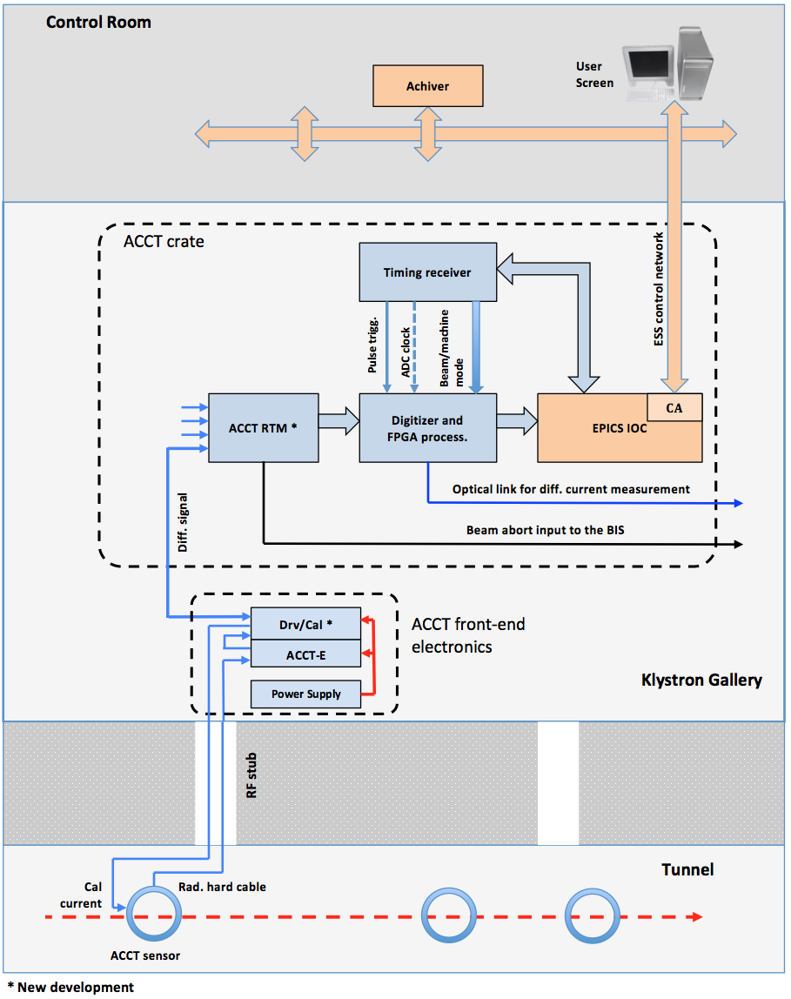 Control Room
Achiver
User
Screen
ESS control network
ACCT crate
Timing receiver
Pulse trigg.
ADC clock
Beam/machine
mode
ACCT RTM *
Digitizer and
FPGA process.
EPICS IOC
CA
Optical link for diff. current measurement
Beam abort input to the BIS
Diff. signal
Drv/Cal *
ACCT-E
Power Supply
ACCT front-end
electronics
Klystron Gallery
RF stub
Tunnel
Cal
current
Rad. hard cable
ACCT sensor
* New development